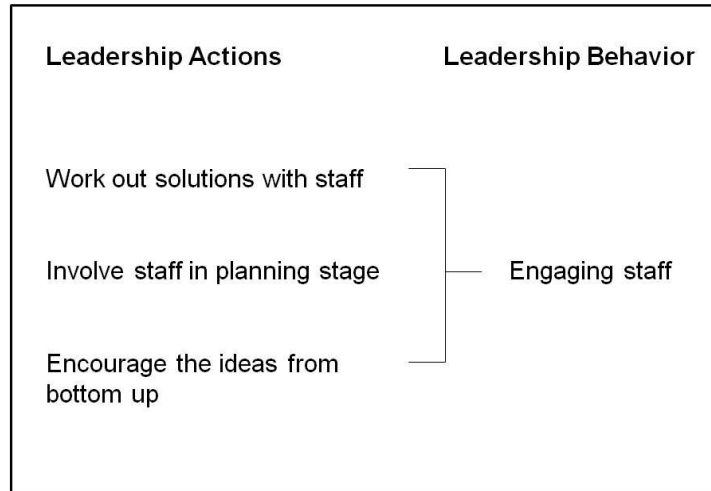 Leadership Actions
Leadership Behavior
Work out solutions with staff
Involve staff in planning stage
Engaging staff
Encourage the ideas from
bottom up